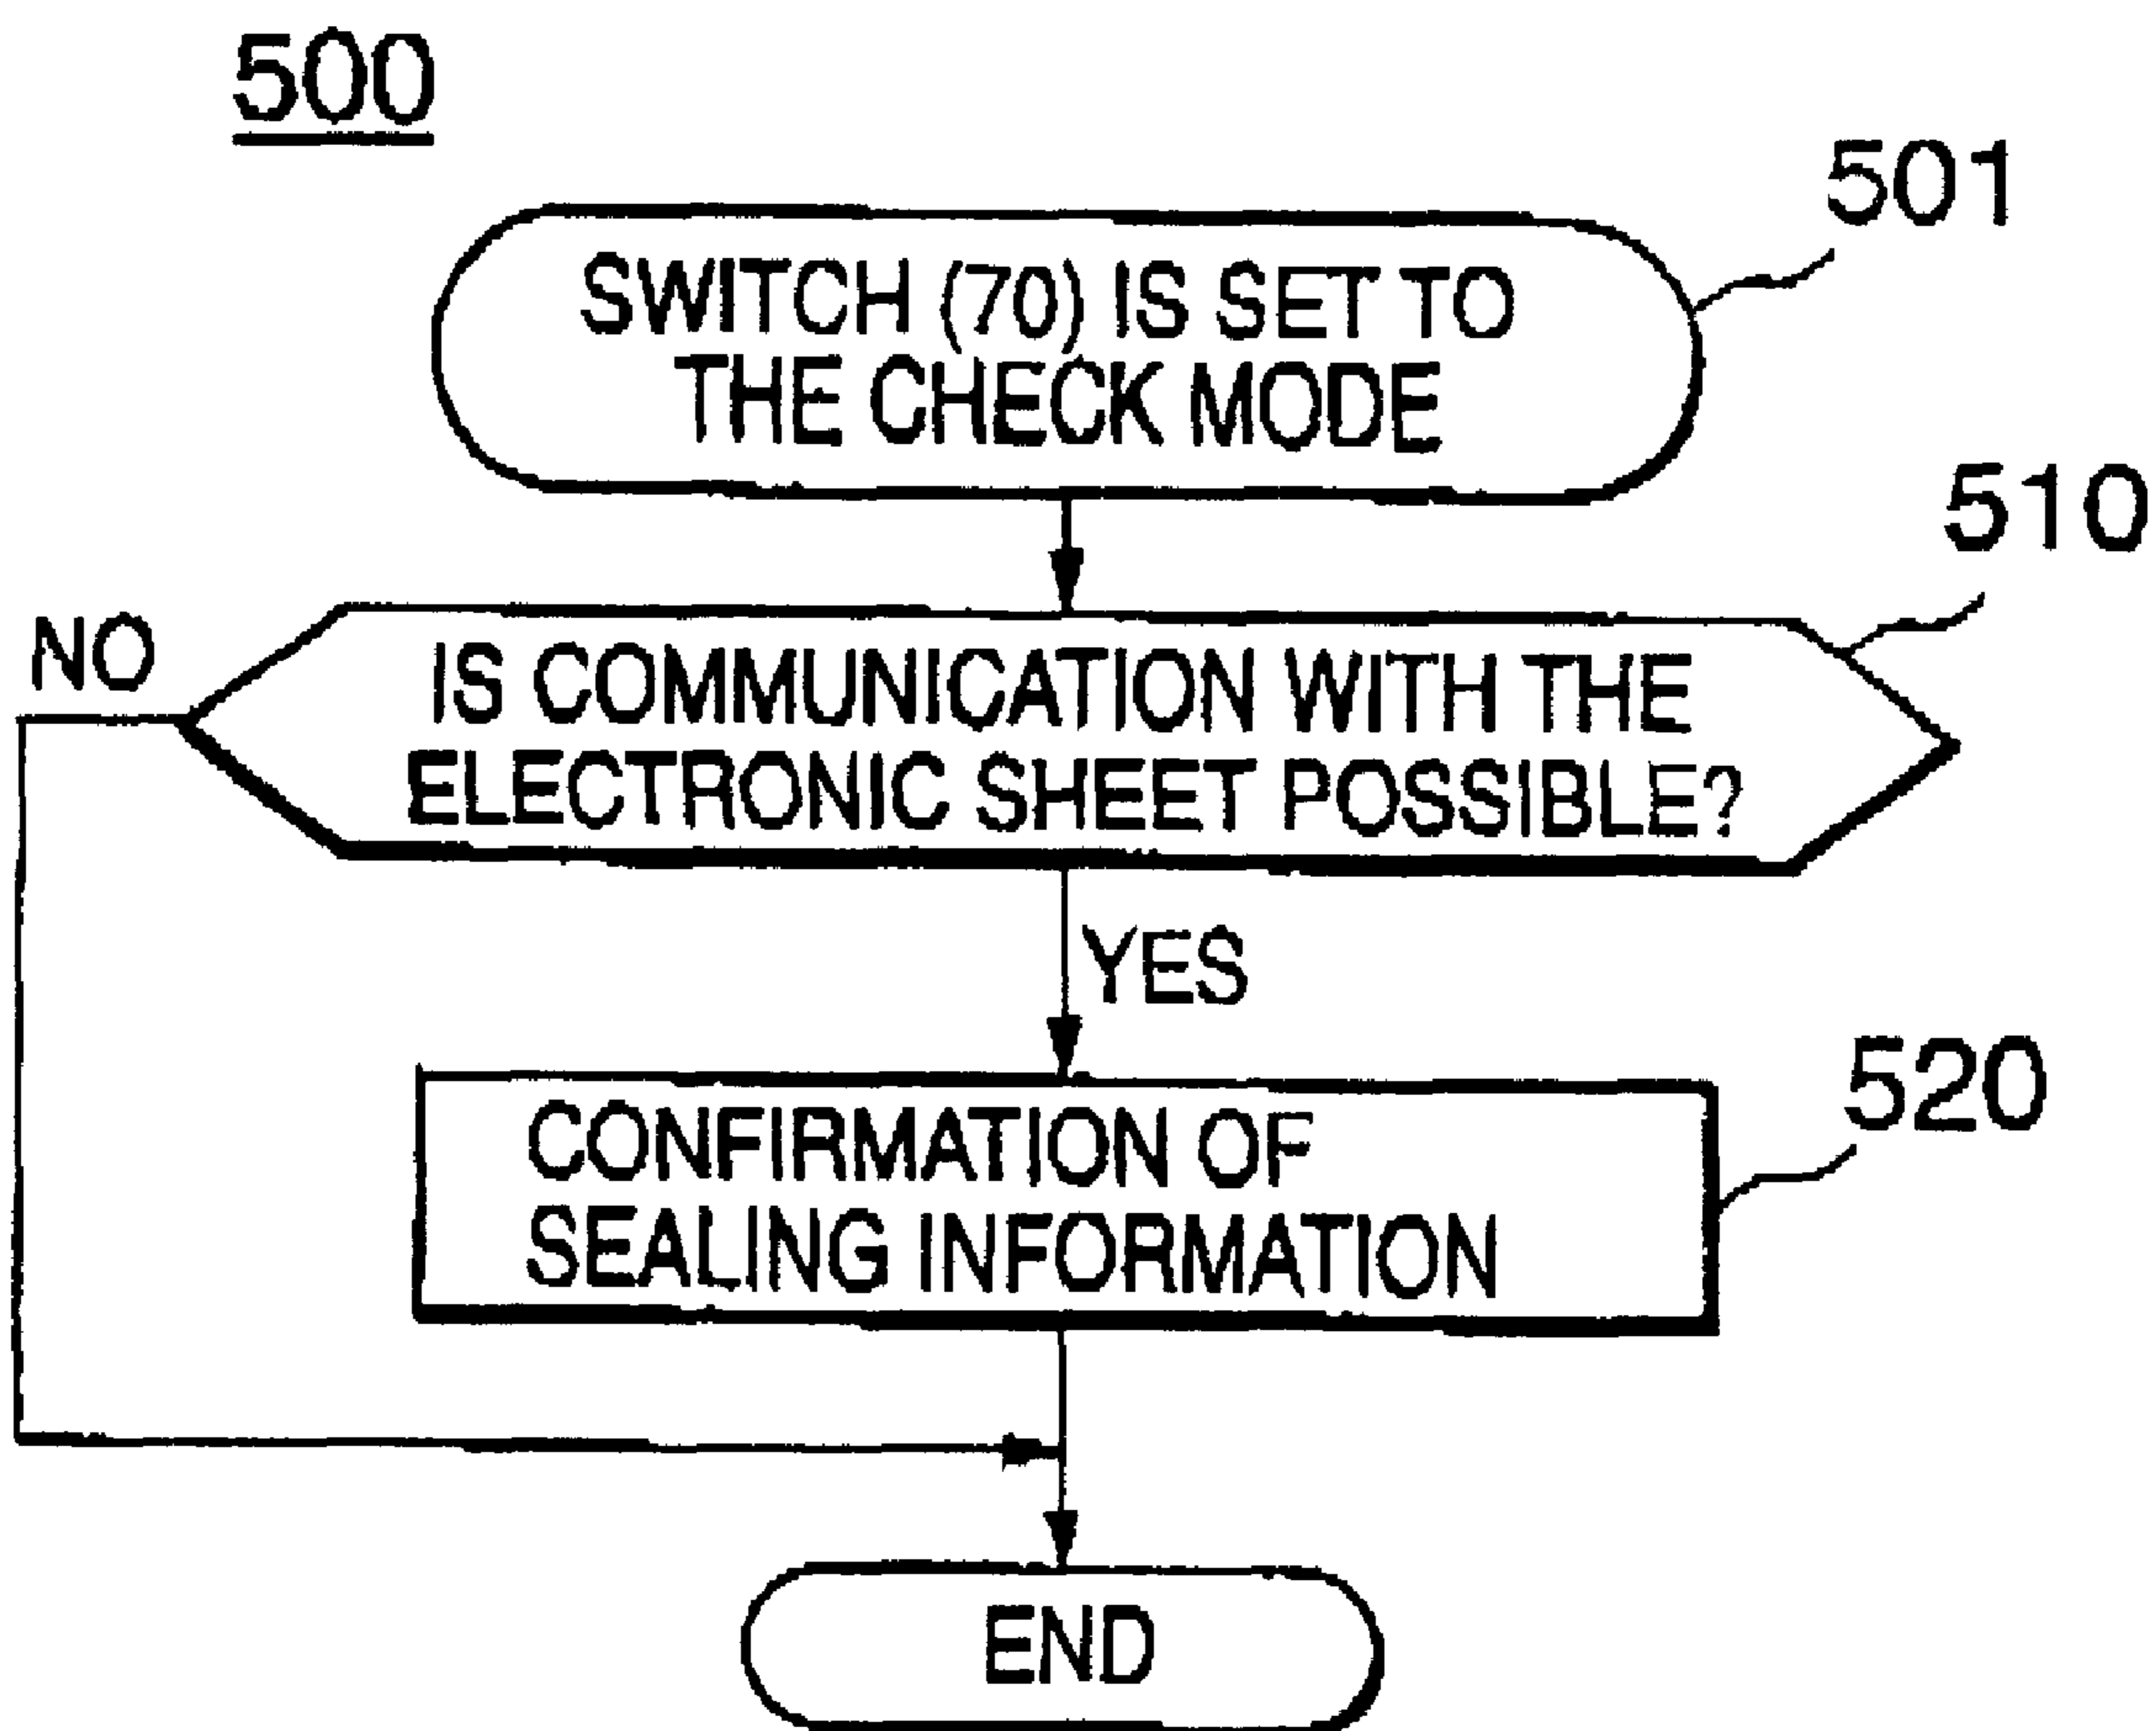 500
501
SWITCH (70) IS SET TO
THE CHECK MODE
510
NO
IS COMMUNICATION WITH THE
ELECTRONIC SHEET POSSIBLE?
YES
520
CONFIRMATION OF
SEALING INFORMATION
END